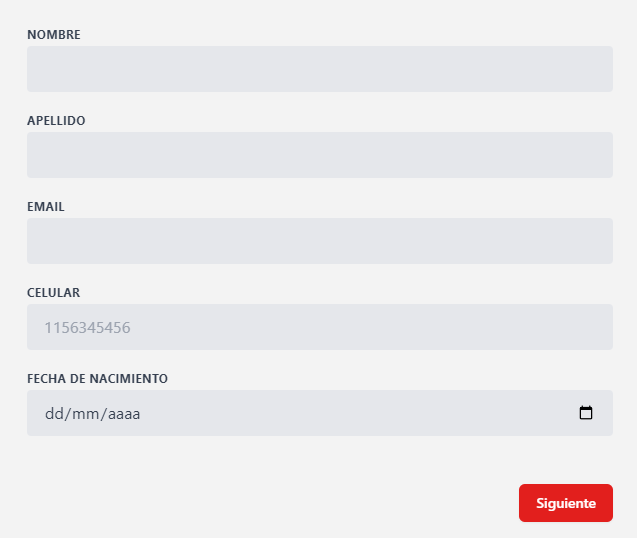 NOMBRE
APELLIDO
EMAIL
CELULAR
1156345456
FECHA DE NACIMIENTO
dd/mm/aaaa
Siguiente